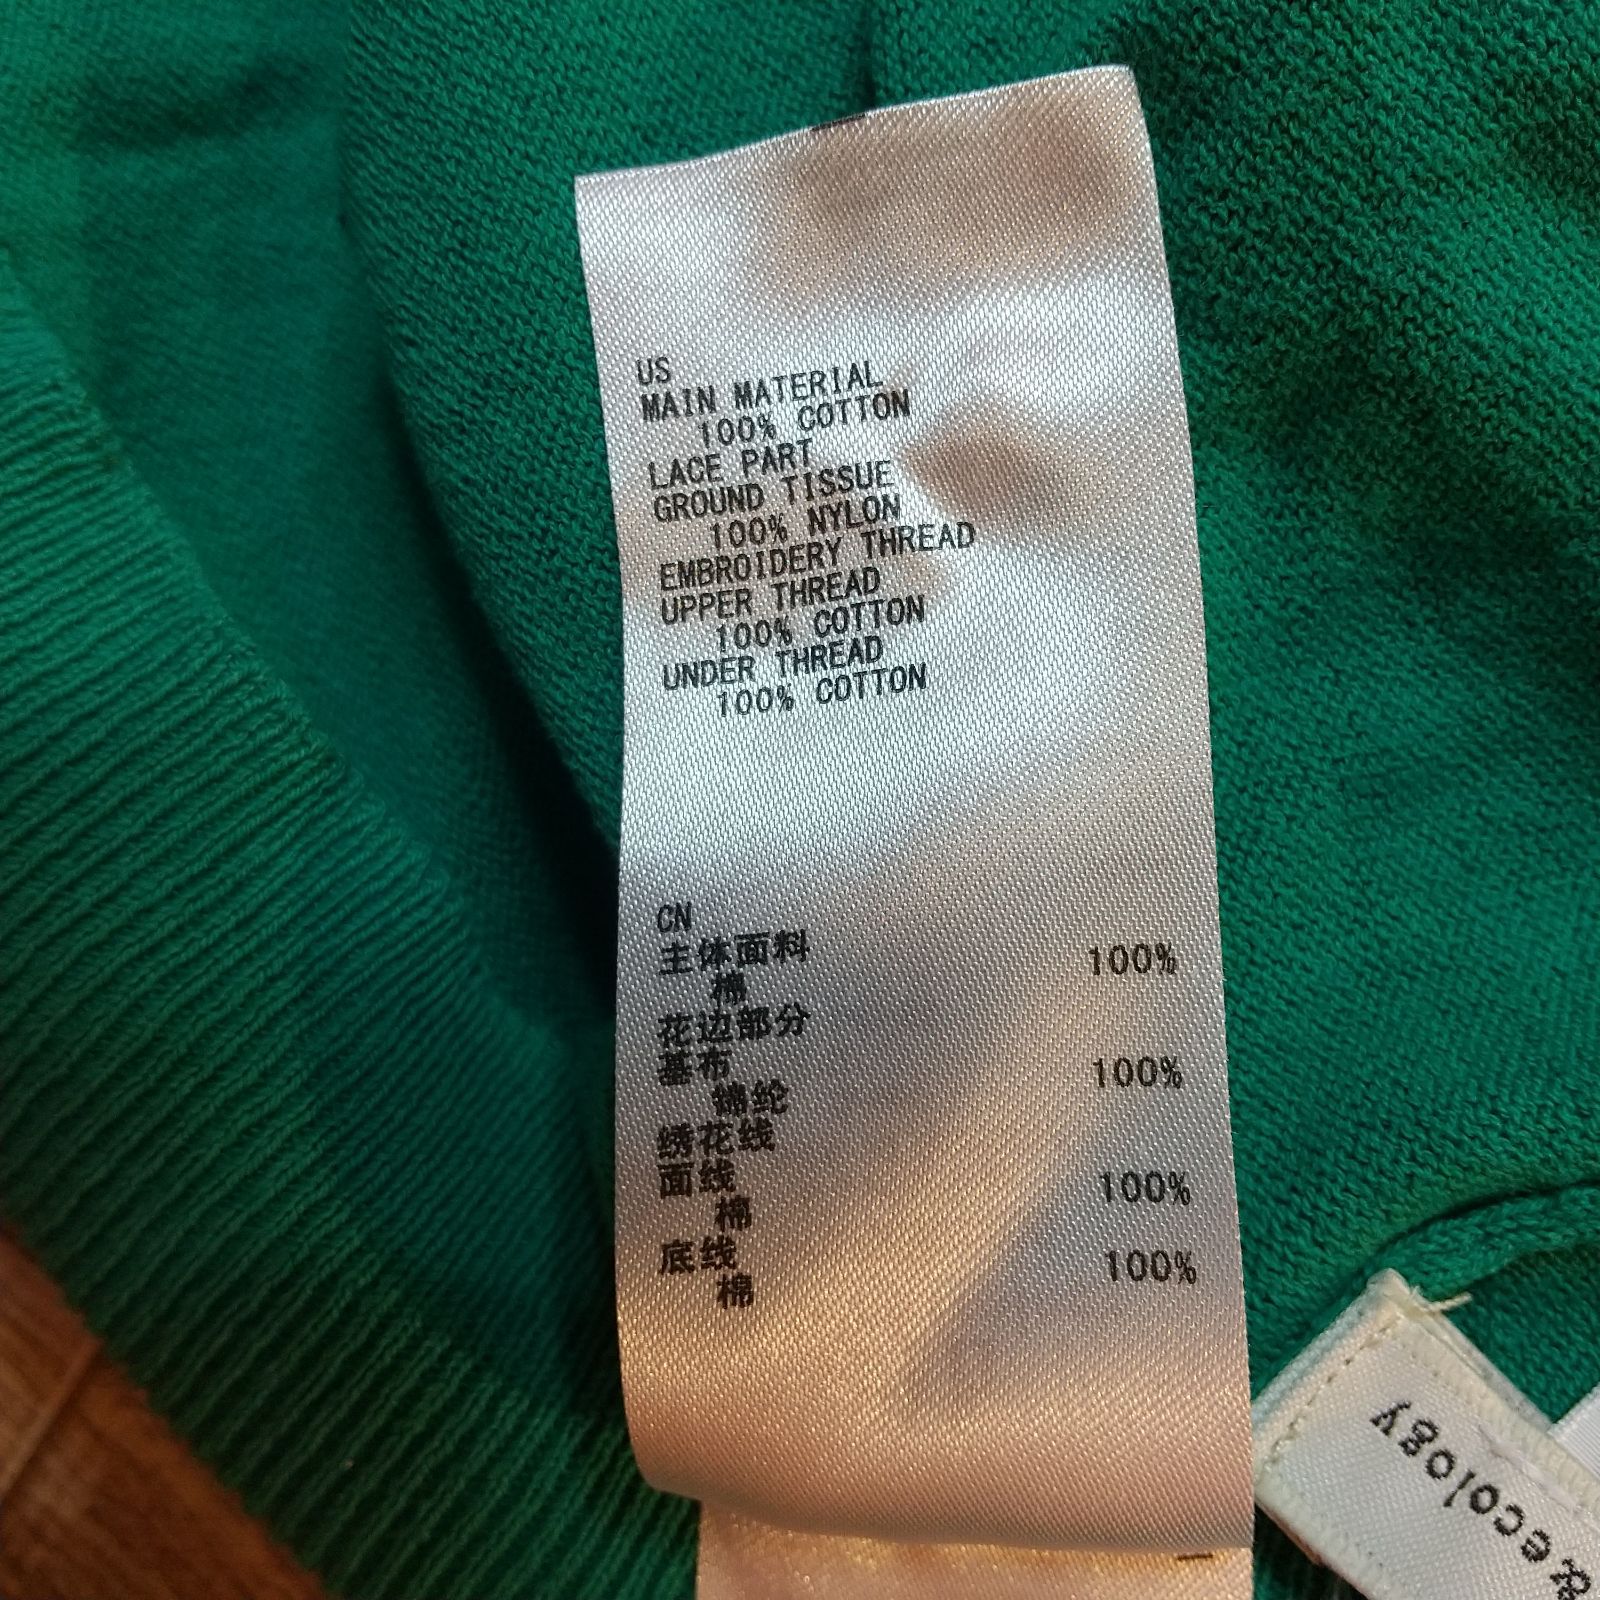 US
MAIN MATERIAL
100% COTTON
LACE PART
GROUND TISSUE
100% NYLON
EMBROIDERY THREAD
UPPER THREAD
100% COTTON
UNDER THREAD
100% COTTON
CN
主体面料 100%
棉
花边部分
基布 100%
锦纶
绣花线
面线 100%
棉
底线 100%
棉
&ecology